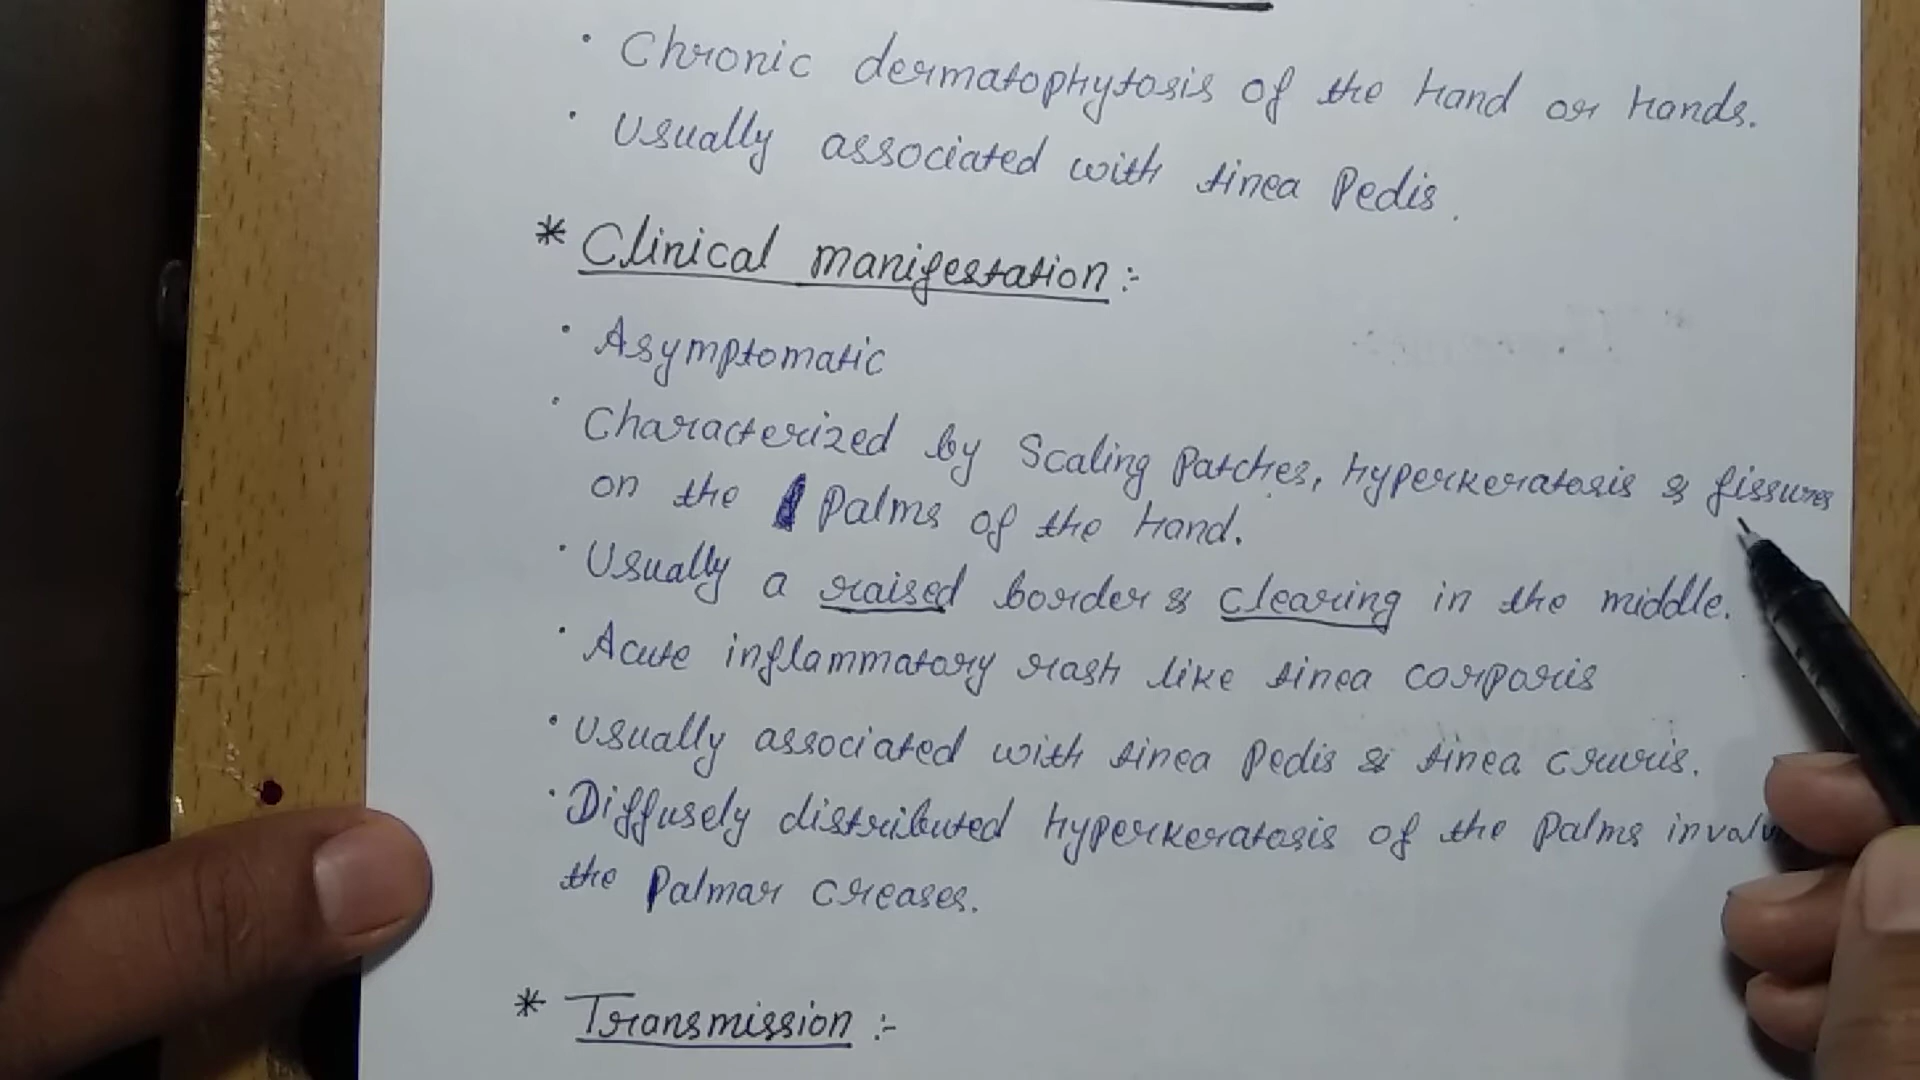 · Chronic dermatophytosis of the hand or hands.
· Usually associated with tinea Pedis.
* Clinical manifestation :-
· Asymptomatic
· Characterized by Scaling Patches, hyperkeratosis & fissures
on the Palms of the hand.
· Usually a raised border & clearing in the middle.
· Acute inflammatory rash like tinea corporis
· Usually associated with tinea Pedis & tinea cruris.
· Diffusely distributed hyperkeratosis of the Palms
the Palmar creases.
* Transmission :-